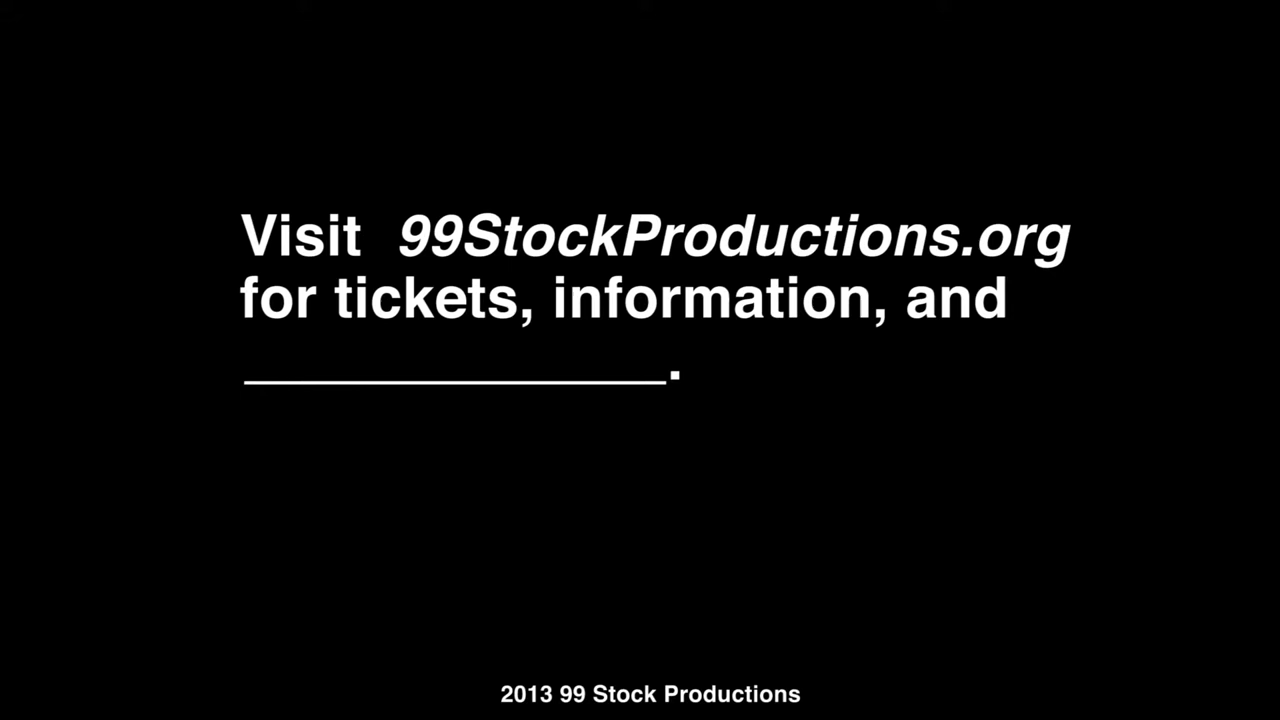 Visit 99StockProductions.org
for tickets, information, and
______________.
2013 99 Stock Productions